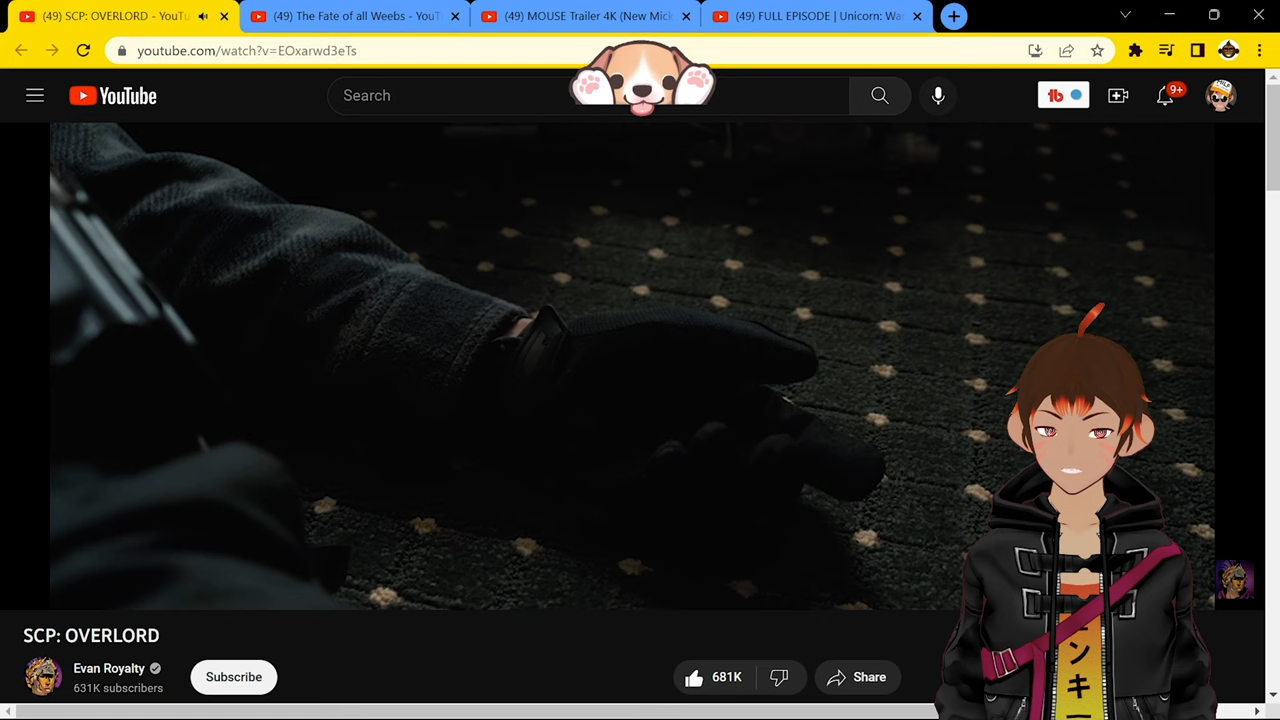 (49) SCP: OVERLORD - YouTu
(49) The Fate of all Weebs - YouT
(49) MOUSE Trailer 4K (New Mick
(49) FULL EPISODE | Unicorn: Wa
youtube.com/watch?v=EOxarwd3eTs
YouTube
Search
9+
SCP: OVERLORD
Evan Royalty
631K subscribers
Subscribe
681K
Share
ンキー